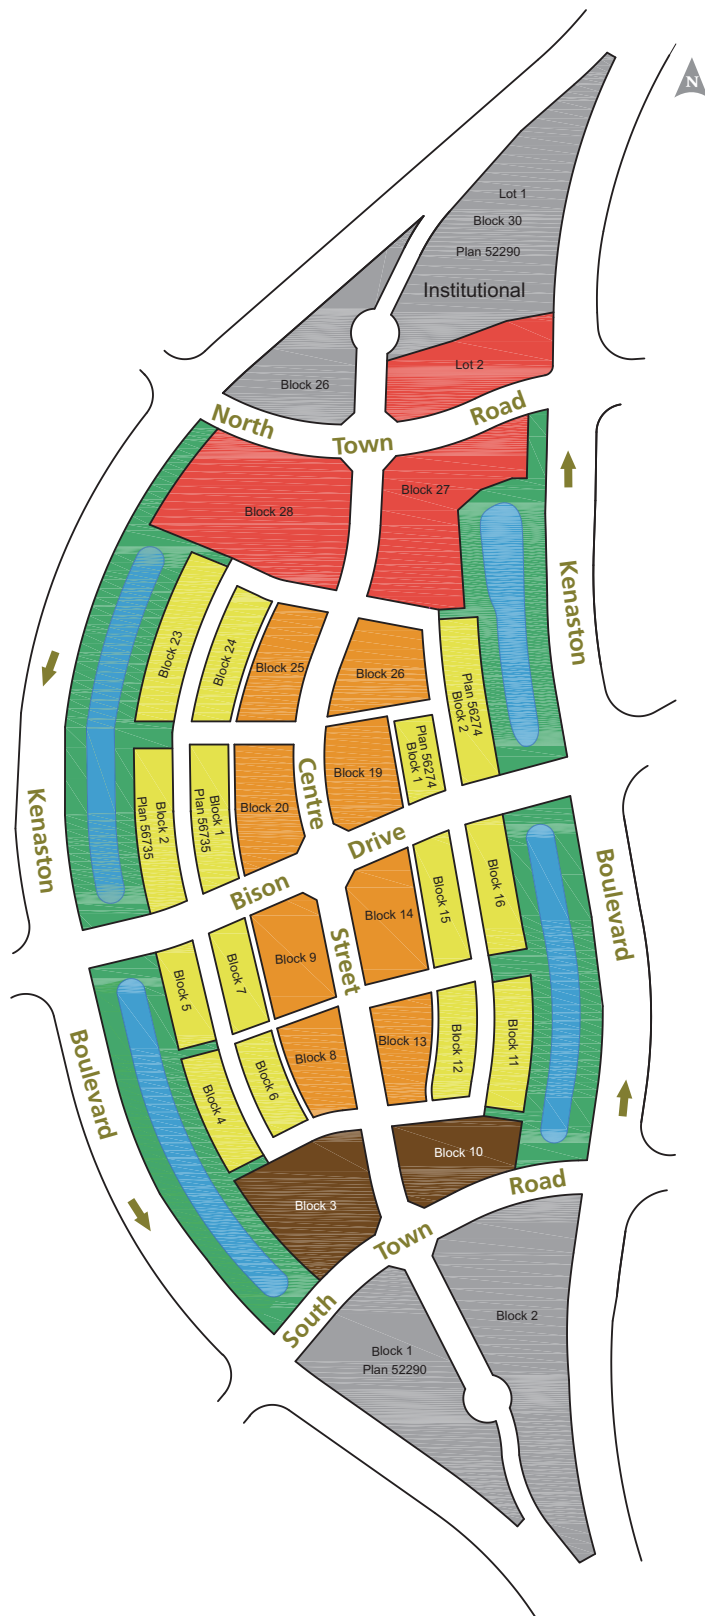 N
Lot 1
Block 30
Plan 52290
Institutional
Lot 2
Block 26
North
Town
Road
Block 27
Block 28
Kenaston
Block 23
Block 24
Block 25
Block 26
Plan 56274
Block 2
Plan 56274
Block 1
Centre
Block 19
Block 20
Block 1
Plan 56735
Block 2
Plan 56735
Kenaston
Bison
Drive
Boulevard
Block 14
Block 15
Block 16
Street
Block 9
Block 7
Block 5
Block 8
Block 6
Block 4
Block 13
Block 12
Block 11
Boulevard
Block 10
Block 3
South
Town
Road
Block 2
Block 1
Plan 52290